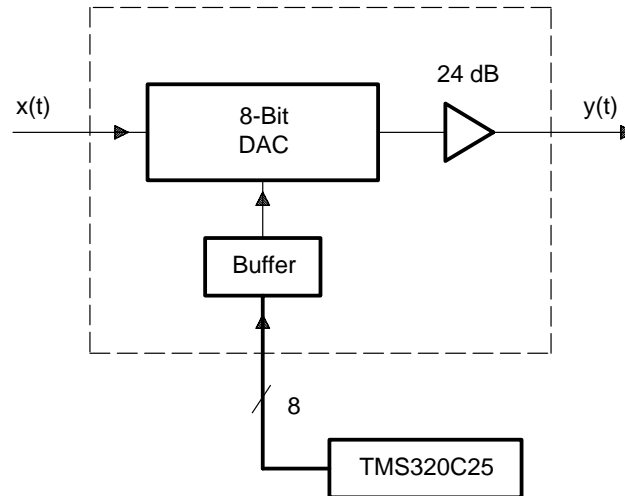 24 dB
x(t)
8-Bit
DAC
y(t)
Buffer
8
TMS320C25